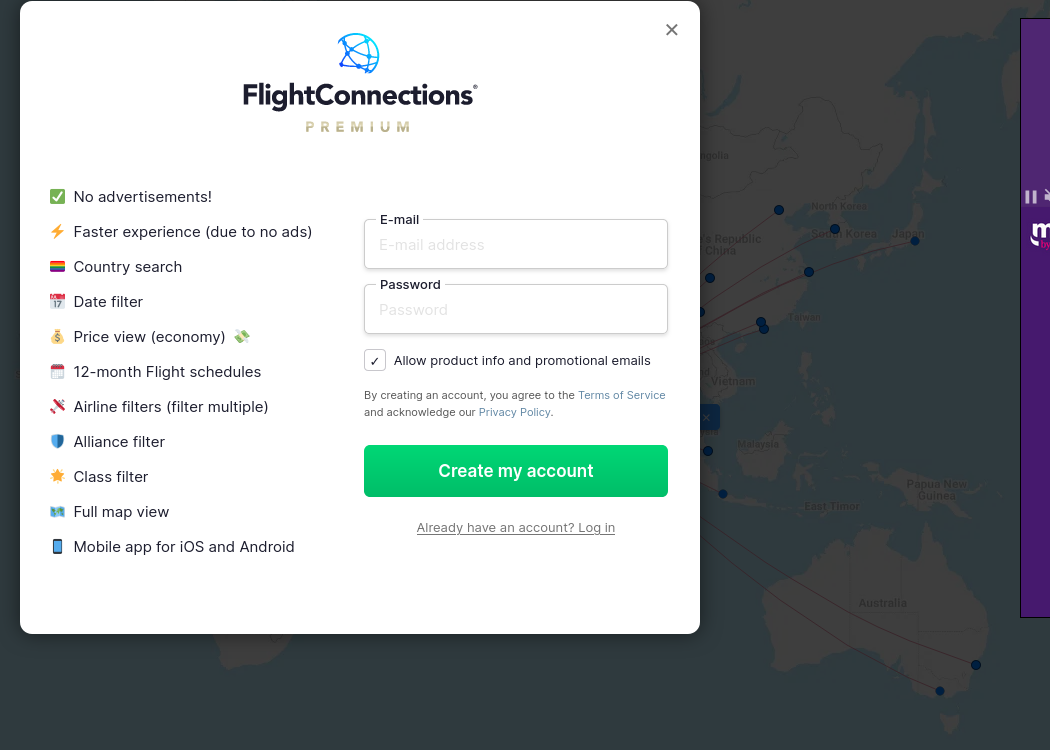 FlightConnections®
PREMIUM
No advertisements!
Faster experience (due to no ads)
Country search
Date filter
Price view (economy)
12-month Flight schedules
Airline filters (filter multiple)
Alliance filter
Class filter
Full map view
Mobile app for iOS and Android
E-mail
E-mail address
Password
Password
Allow product info and promotional emails
By creating an account, you agree to the Terms of Service
and acknowledge our Privacy Policy.
Create my account
Already have an account? Log in
North Korea
South Korea
Japan
Republic
China
Taiwan
Vietnam
Malaysia
Papua New
Guinea
East Timor
Australia
by